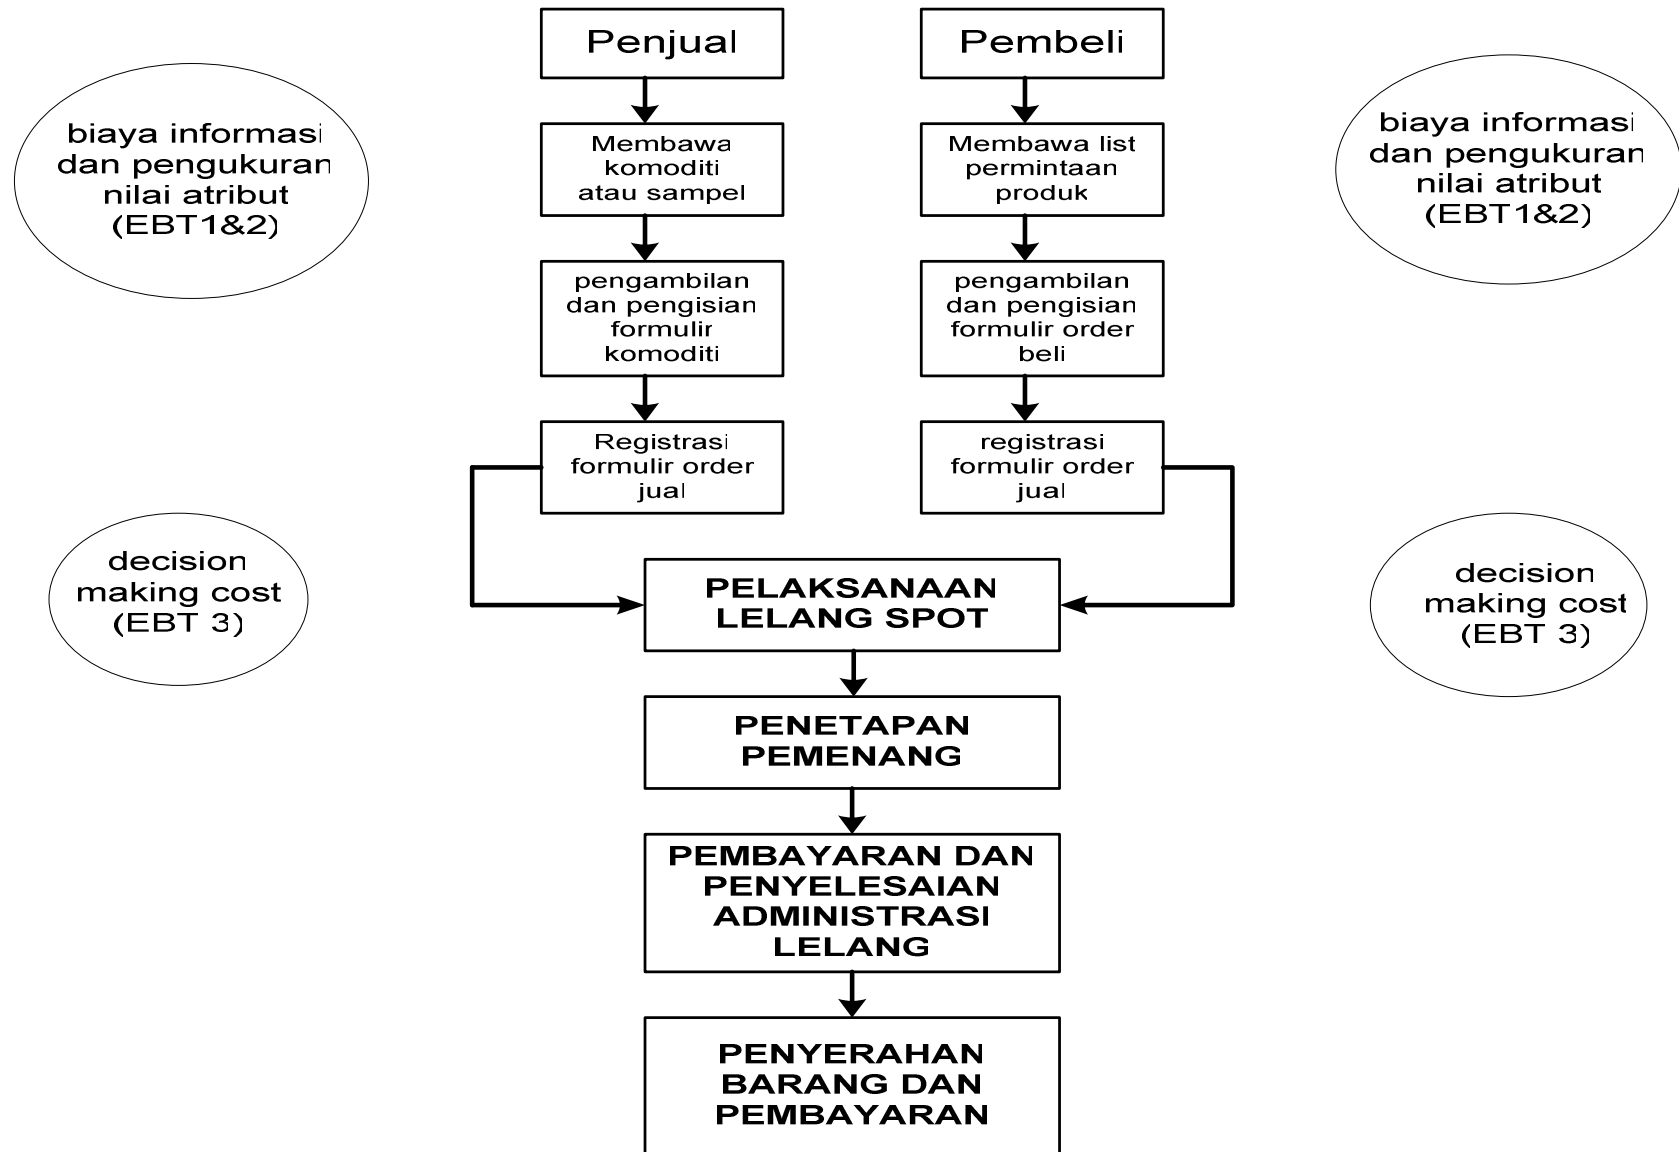 Penjual
Pembeli
biaya informasi
dan pengukuran
nilai atribut
(EBT1&2)
Membawa
komoditi
atau sampel
Membawa list
permintaan
produk
biaya informasi
dan pengukuran
nilai atribut
(EBT1&2)
pengambilan
dan pengisian
formulir
komoditi
pengambilan
dan pengisian
formulir order
beli
Registrasi
formulir order
jual
registrasi
formulir order
jual
decision
making cost
(EBT 3)
PELAKSANAAN
LELANG SPOT
decision
making cost
(EBT 3)
PENETAPAN
PEMENANG
PEMBAYARAN DAN
PENYELESAIAN
ADMINISTRASI
LELANG
PENYERAHAN
BARANG DAN
PEMBAYARAN